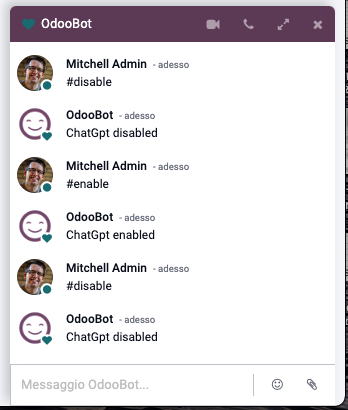 OdooBot
Mitchell Admin - adesso
#disable
OdooBot - adesso
ChatGpt disabled
Mitchell Admin - adesso
#enable
OdooBot - adesso
ChatGpt enabled
Mitchell Admin - adesso
#disable
OdooBot - adesso
ChatGpt disabled
Messaggio OdooBot...